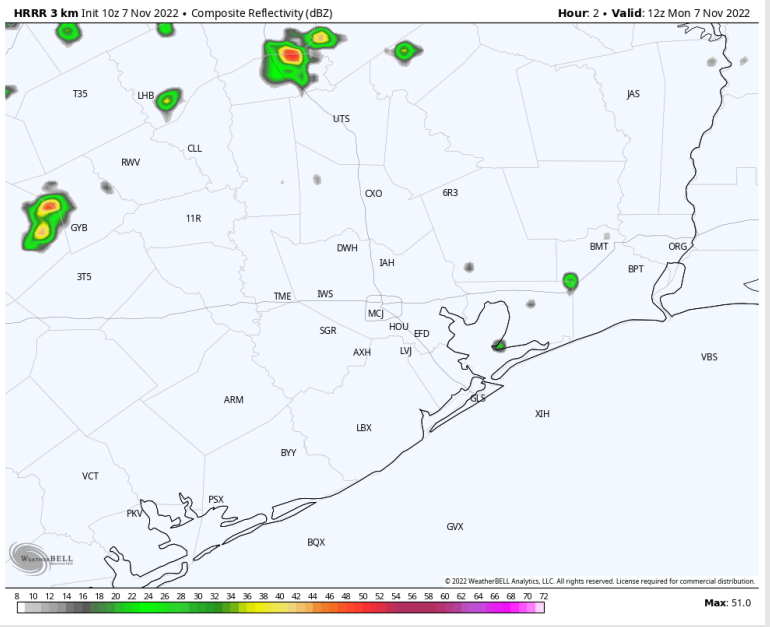 HRRR 3 km Init 10z 7 Nov 2022 • Composite Reflectivity (dBZ)
Hour: 2 • Valid: 12z Mon 7 Nov 2022
T35
LHB
JAS
UTS
CLL
RWV
CXO
6R3
11R
GYB
DWH
BMT
ORG
IAH
BPT
3T5
TME
IWS
MCJ
SGR
HOU
EFD
AXH
LVJ
VBS
ARM
GLS
XIH
LBX
BYY
VCT
PSX
PKV
GVX
BQX
WEATHERBELL
© 2022 WeatherBELL Analytics, LLC. All rights reserved. License required for commercial distribution.
8 10 12 14 16 18 20 22 24 26 28 30 32 34 36 38 40 42 44 46 48 50 52 54 56 58 60 62 64 66 68 70 72
Max: 51.0